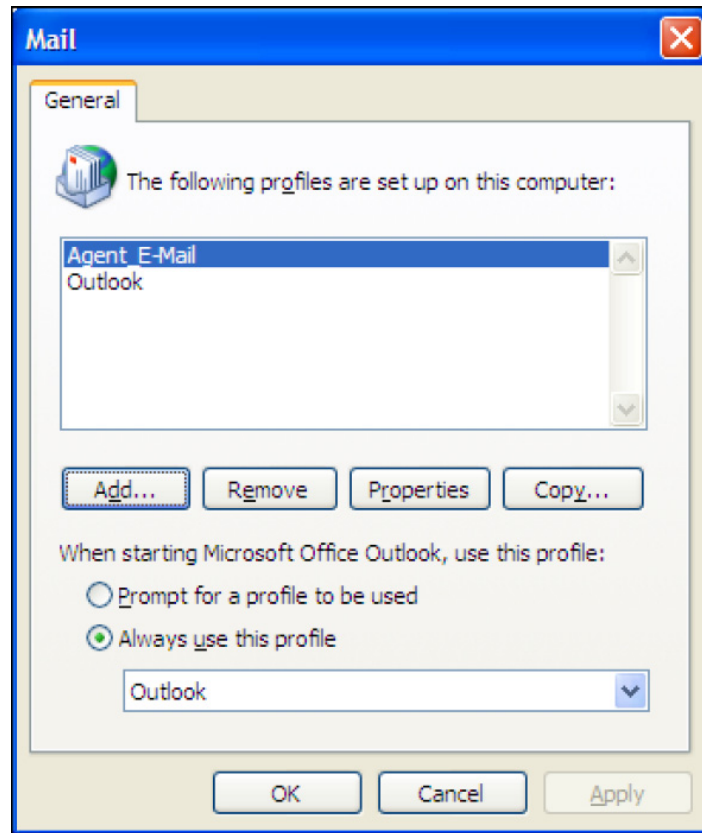 Mail
General
The following profiles are set up on this computer:
Agent_E-Mail
Outlook
Add... Remove Properties Copy...
When starting Microsoft Office Outlook, use this profile:
Prompt for a profile to be used
Always use this profile
Outlook
OK Cancel Apply